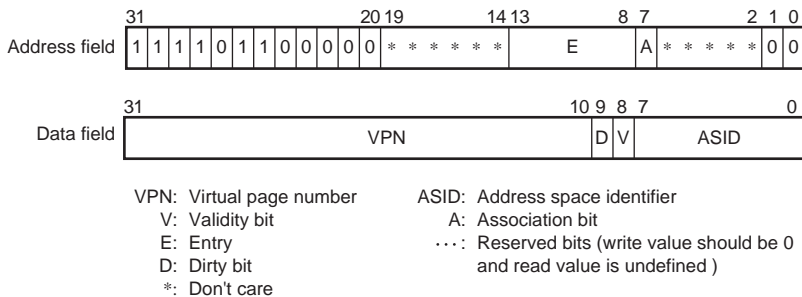 31 20 19 14 13 8 7 2 1 0
Address field 1 1 1 1 0 1 1 0 0 0 0 0 * * * * * * E A * * * * * 0 0
31 10 9 8 7 0
Data field VPN D V ASID
VPN: Virtual page number
V: Validity bit
E: Entry
D: Dirty bit
*: Don't care
ASID: Address space identifier
A: Association bit
···: Reserved bits (write value should be 0
and read value is undefined )